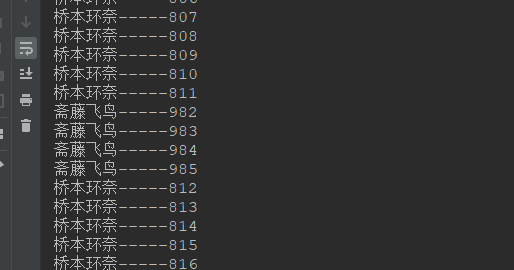 桥本环奈-----807
桥本环奈-----808
桥本环奈-----809
桥本环奈-----810
桥本环奈-----811
斋藤飞鸟-----982
斋藤飞鸟-----983
斋藤飞鸟-----984
斋藤飞鸟-----985
桥本环奈-----812
桥本环奈-----813
桥本环奈-----814
桥本环奈-----815
桥本环奈-----816